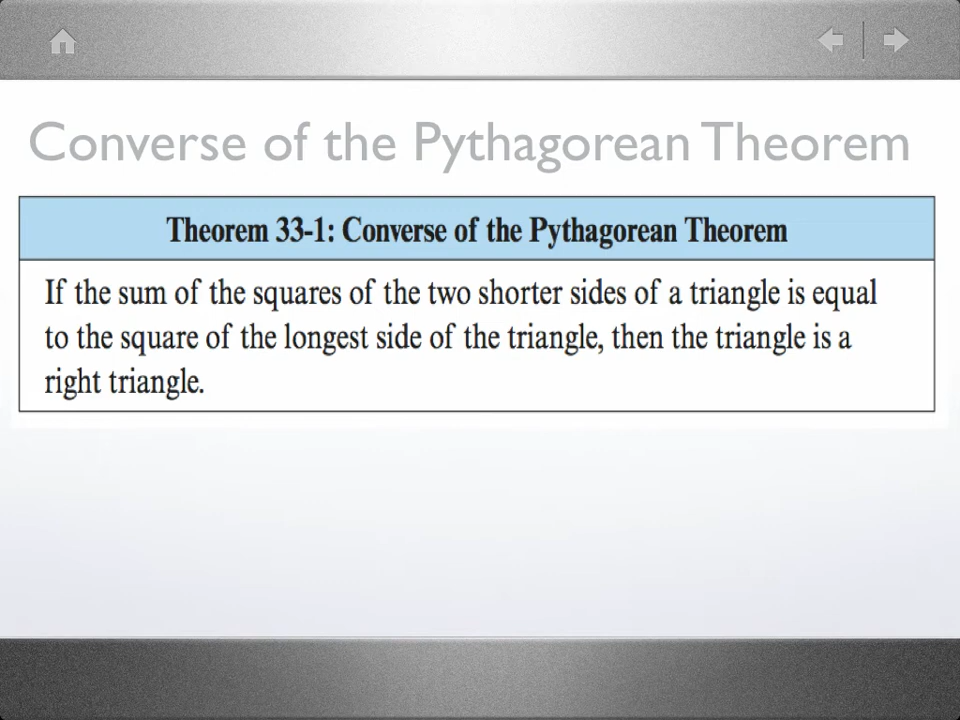 Converse of the Pythagorean Theorem
Theorem 33-1: Converse of the Pythagorean Theorem
If the sum of the squares of the two shorter sides of a triangle is equal
to the square of the longest side of the triangle, then the triangle is a
right triangle.